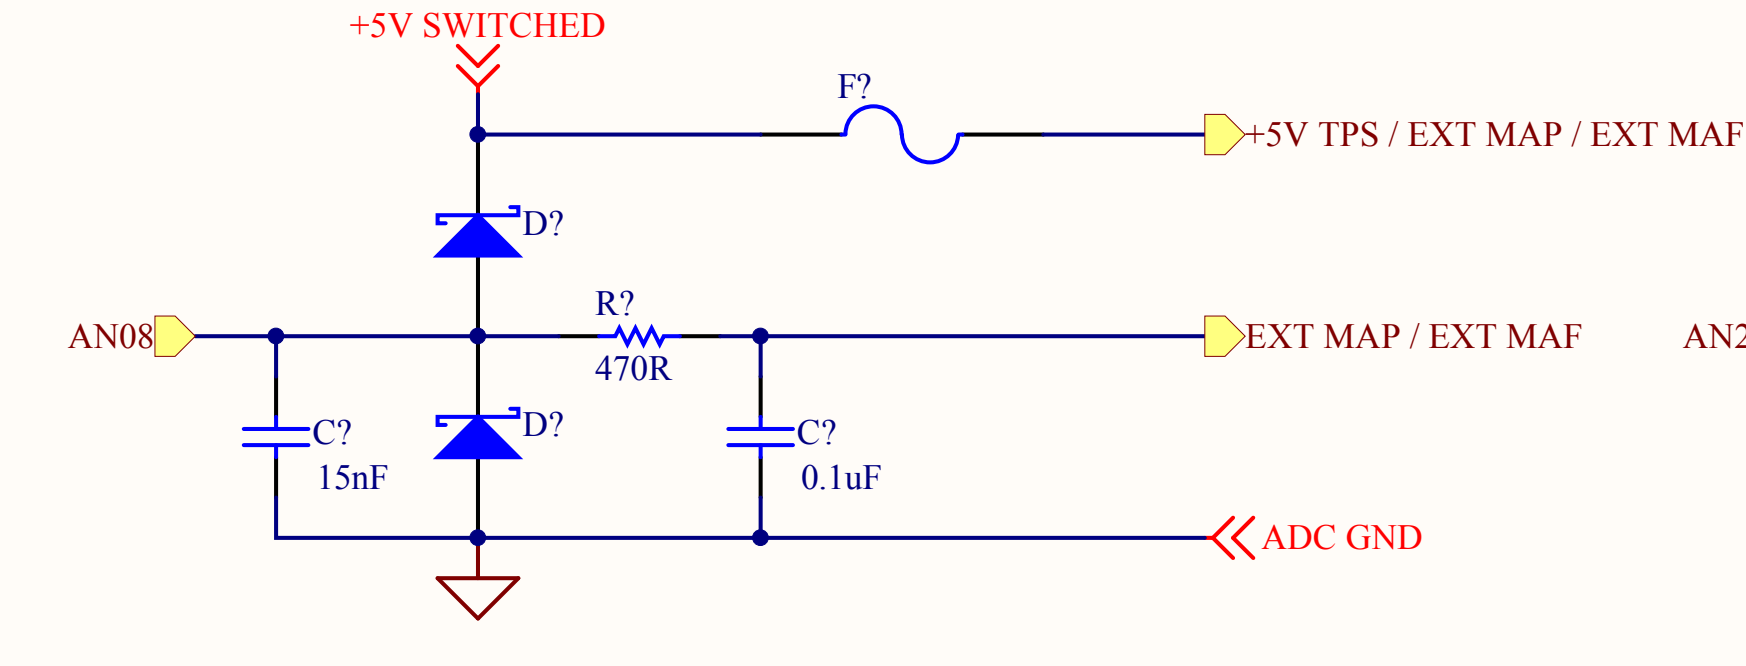 +5V SWITCHED
F?
+5V TPS / EXT MAP / EXT MAF
D?
R?
AN08
EXT MAP / EXT MAF
AN2
470R
C?
D?
C?
15nF
0.1uF
ADC GND